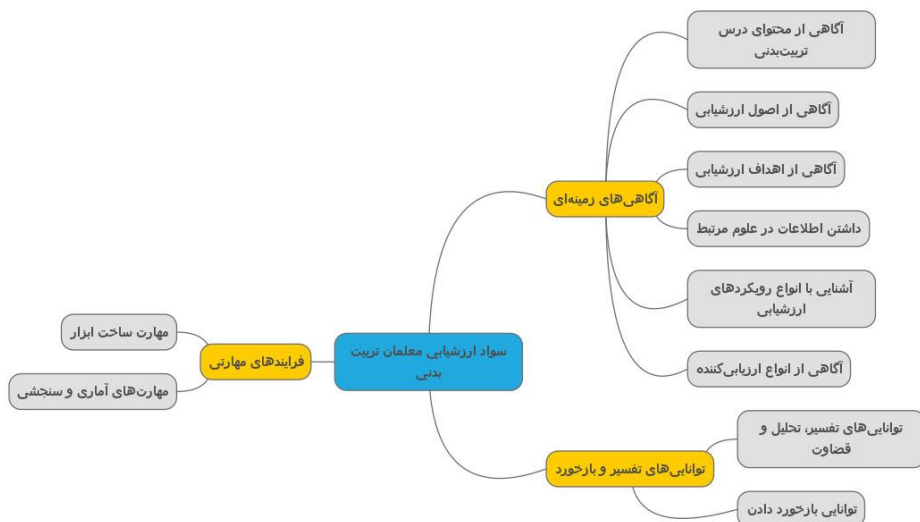 آگاهی از محتوای درس
تربیت‌بدنی
آگاهی از اصول ارزشیابی
آگاهی از اهداف ارزشیابی
آگاهی‌های زمینه‌ای
داشتن اطلاعات در علوم مرتبط
آشنایی با انواع رویکردهای
ارزشیابی
آگاهی از انواع ارزیابی‌کننده
سواد ارزشیابی معلمان تربیت
بدنی
فرایندهای مهارتی
مهارت ساخت ابزار
مهارت‌های آماری و سنجشی
توانایی‌های تفسیر و بازخورد
توانایی‌های تفسیر، تحلیل و
قضاوت
توانایی بازخورد دادن